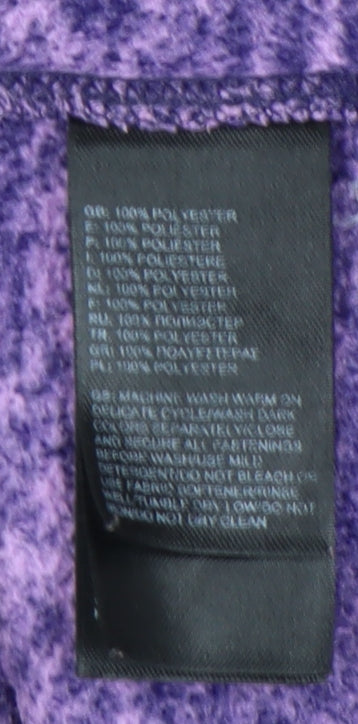 GB: 100% POLYESTER
E: 100% POLIÉSTER
P: 100% POLIÉSTER
I: 100% POLIESTERE
D: 100% POLYESTER
NL: 100% POLYESTER
F: 100% POLYESTER
RU: 100% ПОЛИЭСТЕР
TR: 100% POLYESTER
GR: 100% ΠΟΛΥΕΣΤΕΡΑΣ
PL: 100% POLYESTER
GB: MACHINE WASH WARM ON
DELICATE CYCLE/WASH DARK
COLORS SEPARATELY/CLOSE
AND SECURE ALL FASTENINGS
BEFORE WASH/USE MILD
DETERGENT/DO NOT BLEACH OR
USE FABRIC SOFTENER/RINSE
WELL/TUMBLE DRY LOW/DO NOT
IRON/DO NOT DRY CLEAN